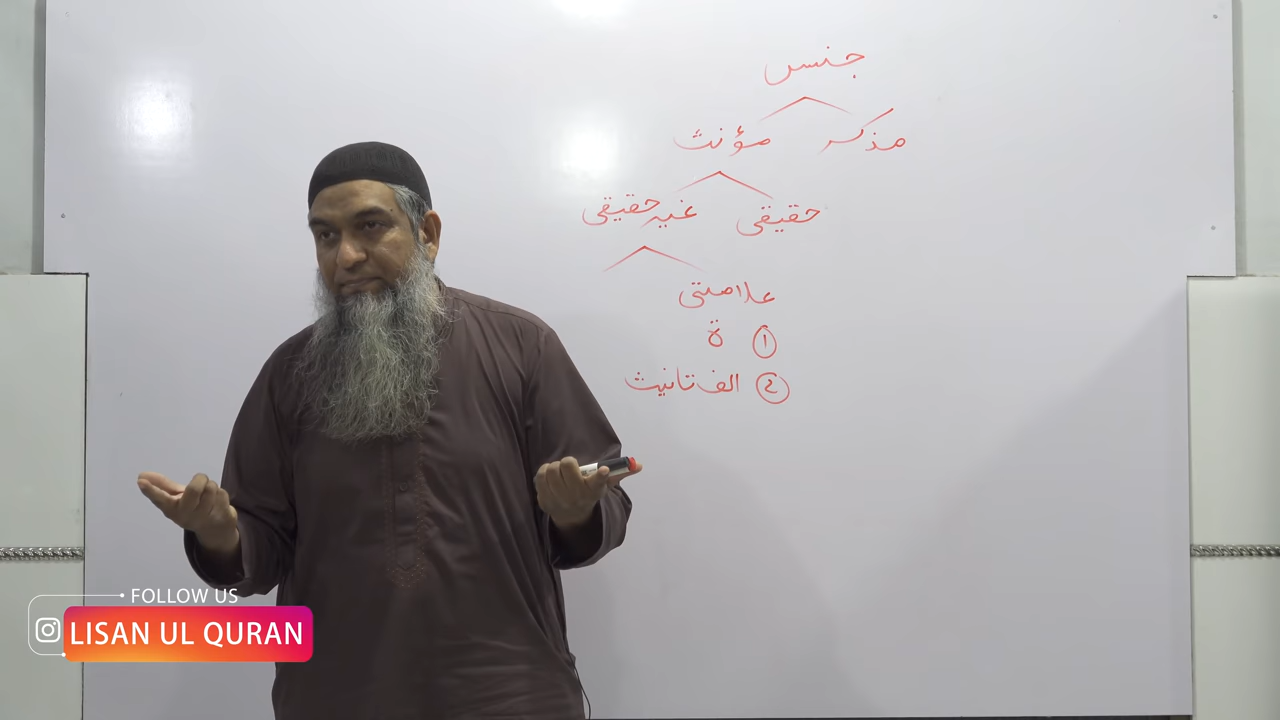 جنس
مذکر مؤنث
حقیقی غیر حقیقی
علامتی
① ة
② الف تانیث
FOLLOW US
LISAN UL QURAN